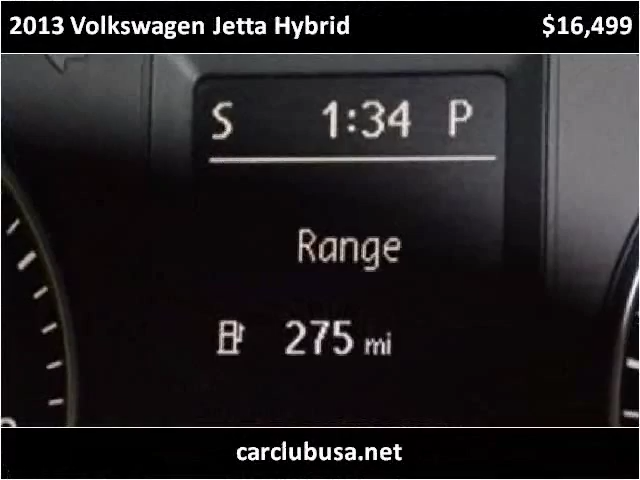 2013 Volkswagen Jetta Hybrid $16,499
S 1:34 P
Range
275 mi
carclubusa.net